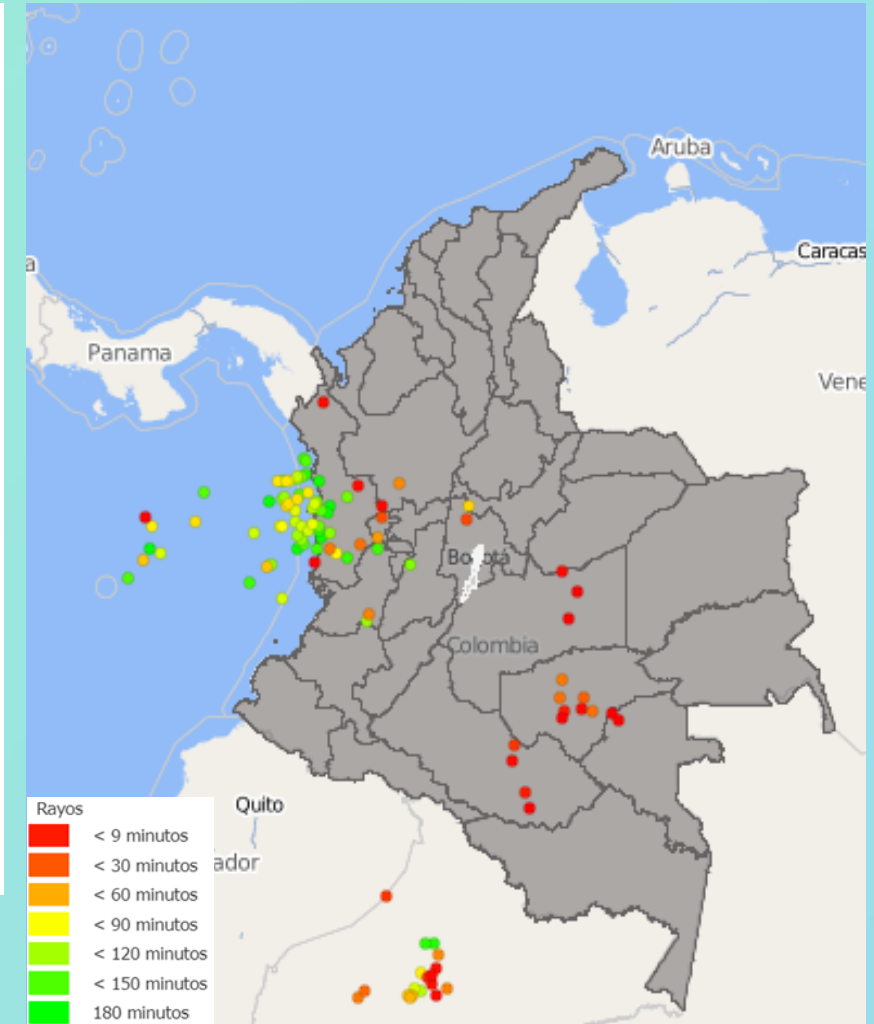 Aruba
Caracas
a
Panama
Vene
Bogotá
Colombia
Quito
ador
Rayos
< 9 minutos
< 30 minutos
< 60 minutos
< 90 minutos
< 120 minutos
< 150 minutos
180 minutos